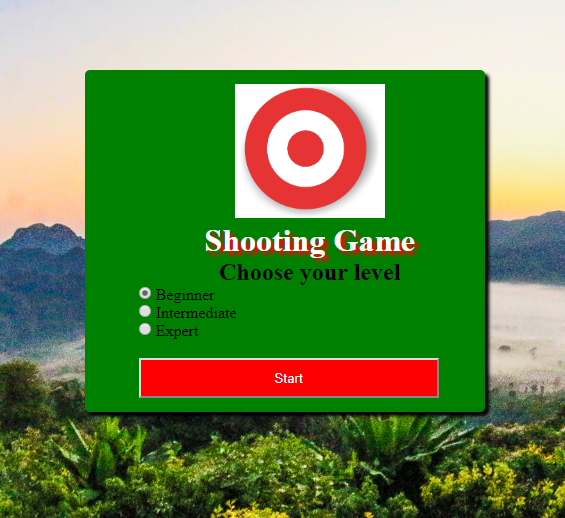 Shooting Game
Choose your level
Beginner
Intermediate
Expert
Start